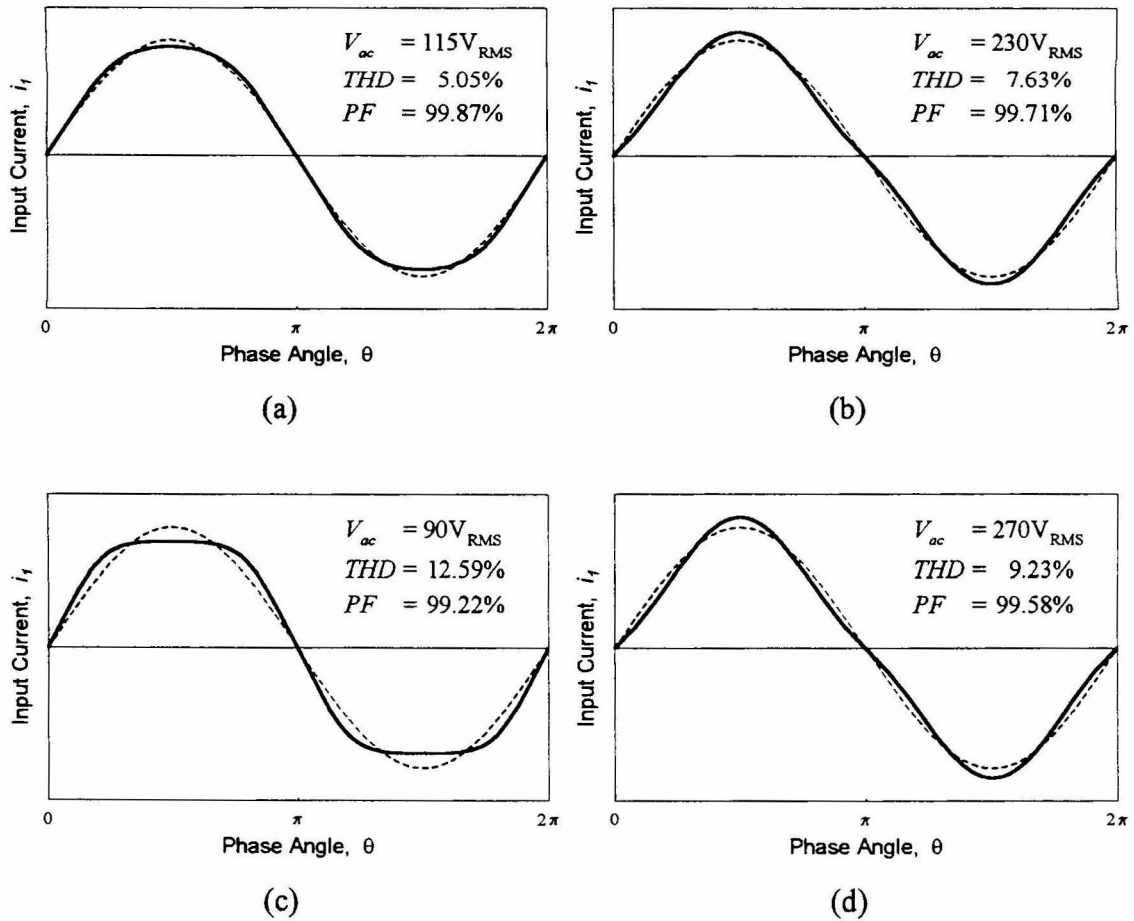 V_ac = 115V_RMS
THD = 5.05%
PF = 99.87%
Input Current, i_1
0
π
2π
Phase Angle, θ
(a)
V_ac = 230V_RMS
THD = 7.63%
PF = 99.71%
Input Current, i_1
0
π
2π
Phase Angle, θ
(b)
V_ac = 90V_RMS
THD = 12.59%
PF = 99.22%
Input Current, i_1
0
π
2π
Phase Angle, θ
(c)
V_ac = 270V_RMS
THD = 9.23%
PF = 99.58%
Input Current, i_1
0
π
2π
Phase Angle, θ
(d)